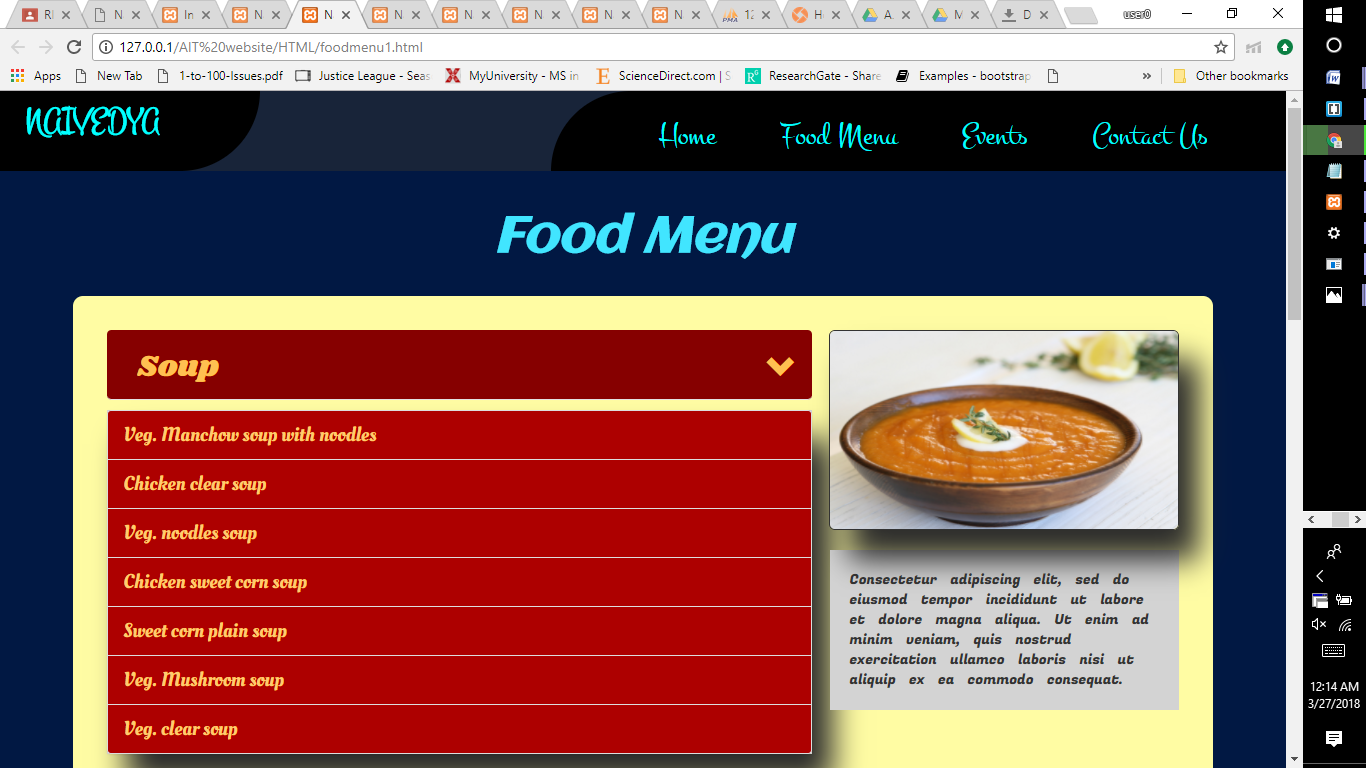 RI
N
In
N
N
N
N
N
N
N
12
H
A
M
D
user0
127.0.0.1/AIT%20website/HTML/foodmenu1.html
Apps
New Tab
1-to-100-Issues.pdf
Justice League - Seas
MyUniversity - MS in
ScienceDirect.com | S
ResearchGate - Share
Examples - bootstrap
»
Other bookmarks
NAIVEDYA
Home
Food Menu
Events
Contact Us
Food Menu
Soup
Veg. Manchow soup with noodles
Chicken clear soup
Veg. noodles soup
Chicken sweet corn soup
Sweet corn plain soup
Veg. Mushroom soup
Veg. clear soup
Consectetur adipiscing elit, sed do
eiusmod tempor incididunt ut labore
et dolore magna aliqua. Ut enim ad
minim veniam, quis nostrud
exercitation ullamco laboris nisi ut
aliquip ex ea commodo consequat.
12:14 AM
3/27/2018